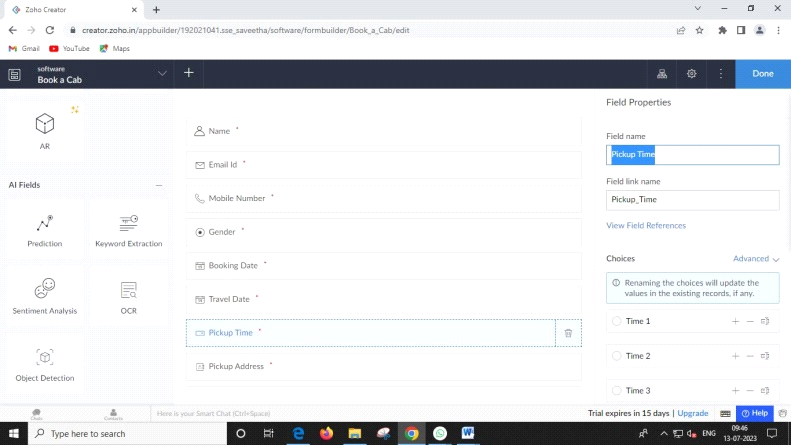 Zoho Creator
creator.zoho.in/appbuilder/192021041.sse_saveetha/software/formbuilder/Book_a_Cab/edit
Gmail YouTube Maps
software
Book a Cab
Done
AR
AI Fields
Prediction
Keyword Extraction
Sentiment Analysis
OCR
Object Detection
Name *
Email Id *
Mobile Number *
Gender *
Booking Date *
Travel Date *
Pickup Time *
Pickup Address *
Field Properties
Field name
Pickup Time
Field link name
Pickup_Time
View Field References
Choices Advanced
Renaming the choices will update the
values in the existing records, if any.
Time 1
Time 2
Time 3
Chats
Contacts
Here is your Smart Chat (Ctrl+Space)
Trial expires in 15 days | Upgrade
Help
Type here to search
ENG
09:46
13-07-2023